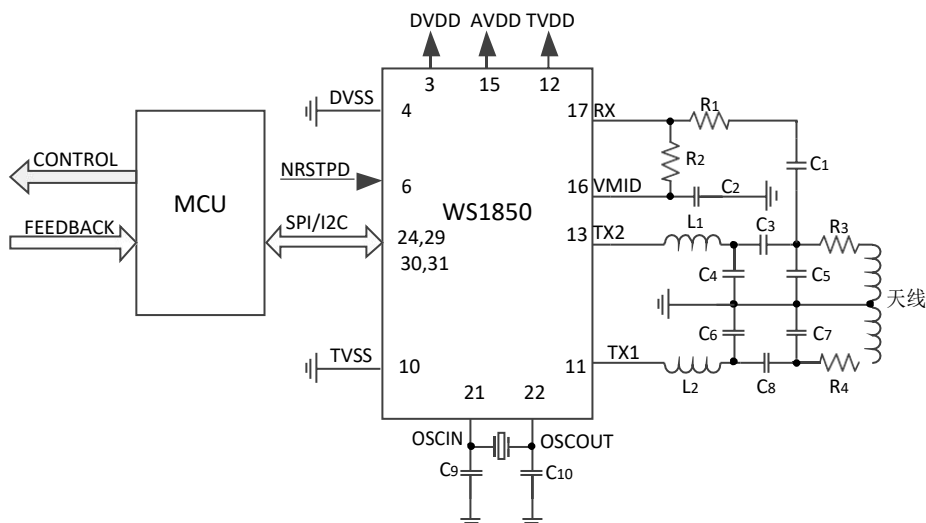 DVDD AVDD TVDD
3 15 12
DVSS 4
17 RX R1
R2
C1
CONTROL
NRSTPD 6
16 VMID C2
MCU
WS1850
L1
FEEDBACK
SPI/I2C 24,29
30,31
13 TX2 C3 R3
C4 C5
天线
C6 C7
TVSS 10
11 TX1
L2 C8 R4
21 22
OSCIN OSCOUT
C9 C10